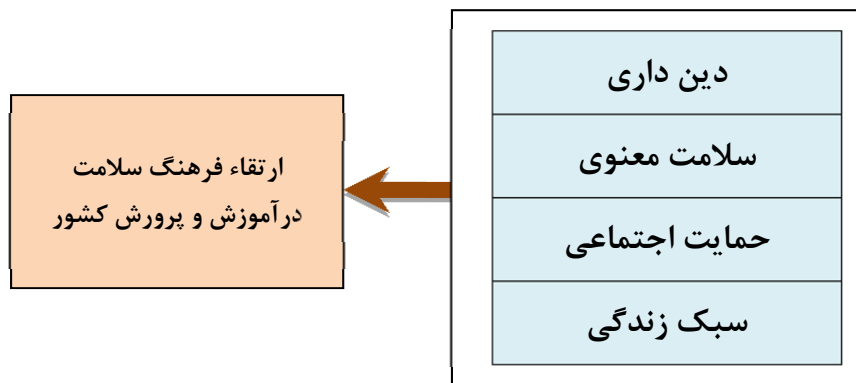 دین داری
سلامت معنوی
حمایت اجتماعی
سبک زندگی
ارتقاء فرهنگ سلامت
درآموزش و پرورش کشور